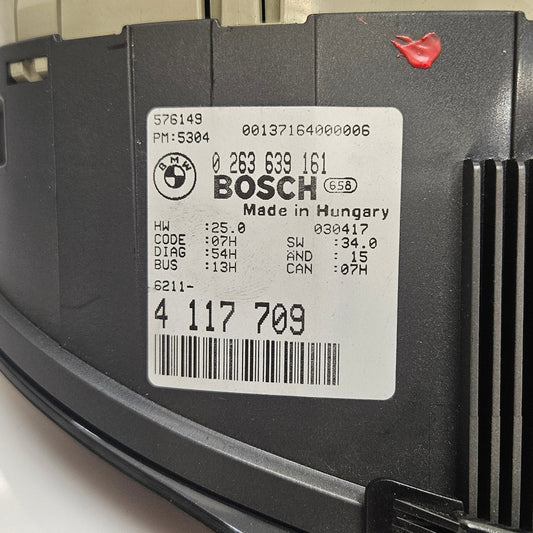 576149
PM:5304 00137164000006
BMW
0 263 639 161
BOSCH 658
Made in Hungary
HW :25.0 030417
CODE :07H SW :34.0
DIAG :54H AND : 15
BUS :13H CAN :07H
6211-
4 117 709